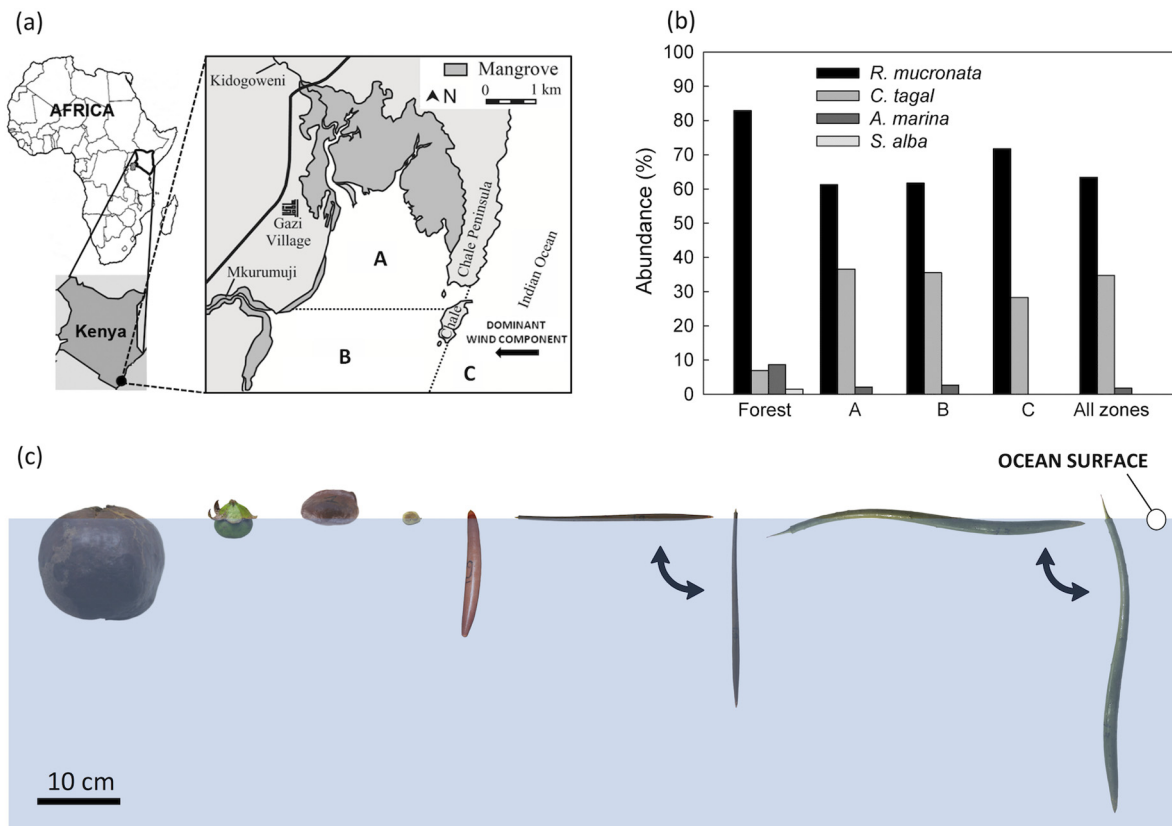 (a)
AFRICA
Kenya
Kidogoweni
Mangrove
N
0 1 km
Gazi
Village
Mkurumuji
A
B
C
Chale Peninsula
Chale
Indian Ocean
DOMINANT
WIND COMPONENT
(b)
Abundance (%)
100
90
80
70
60
50
40
30
20
10
0
R. mucronata
C. tagal
A. marina
S. alba
Forest A B C All zones
(c)
OCEAN SURFACE
10 cm